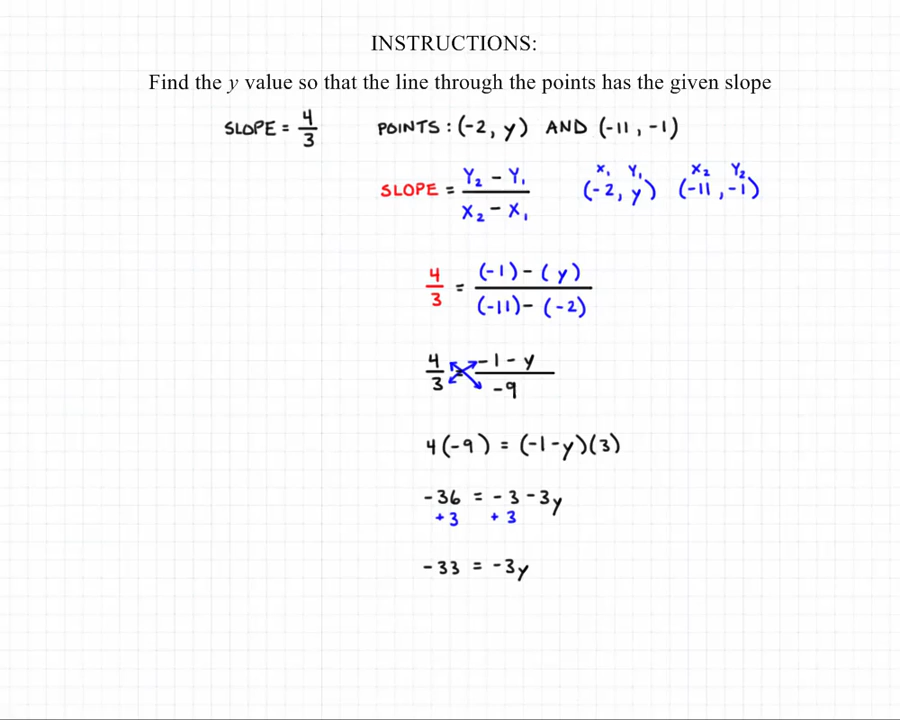 INSTRUCTIONS:
Find the y value so that the line through the points has the given slope
SLOPE = 4/3 POINTS : (-2, y) AND (-11, -1)
SLOPE = Y₂ - Y₁ / X₂ - X₁ X₁ Y₁ (-2, y) X₂ Y₂ (-11, -1)
4/3 = (-1) - (y) / (-11) - (-2)
4/3 = -1 - y / -9
4(-9) = (-1-y)(3)
-36 = -3 - 3y
+3 +3
-33 = -3y